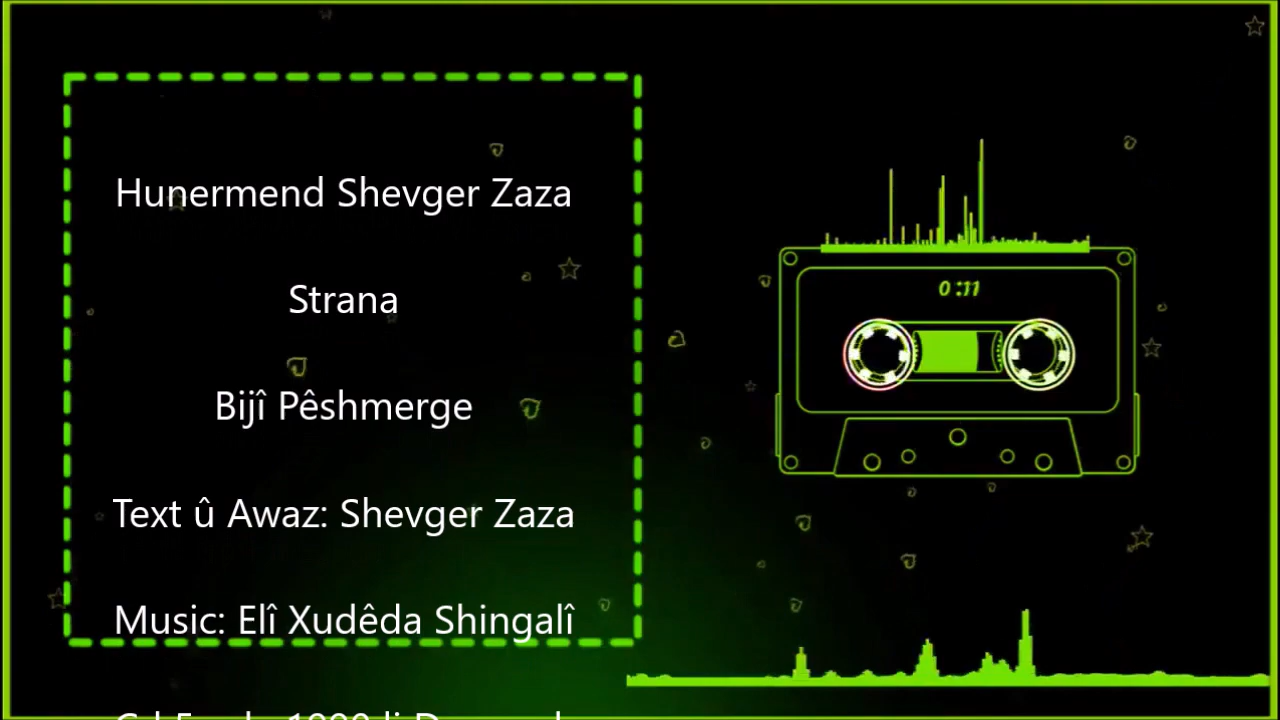 Hunermend Shevger Zaza
Strana
Bijî Pêshmerge
Text û Awaz: Shevger Zaza
Music: Elî Xudêda Shingalî
0:11